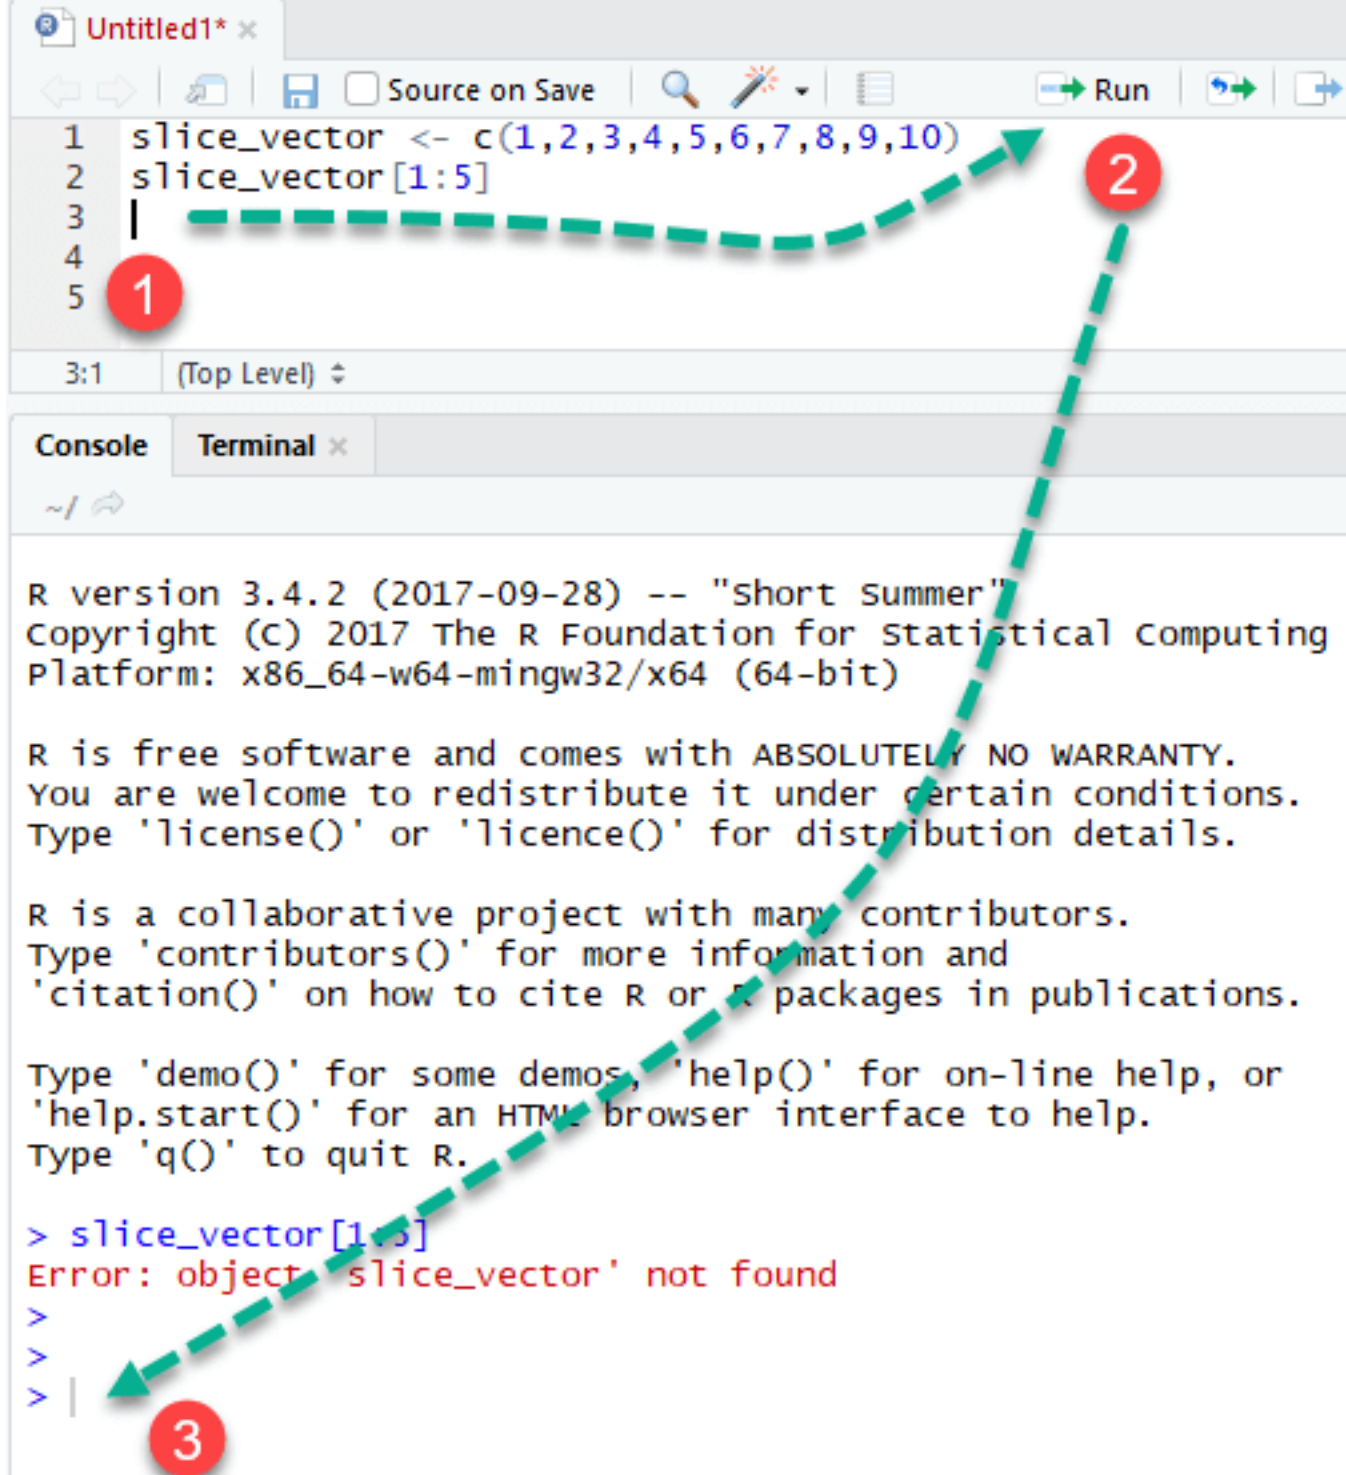 Untitled1*
Source on Save
Run
1 slice_vector <- c(1,2,3,4,5,6,7,8,9,10)
2 slice_vector[1:5]
3
4
5
1
2
3:1 (Top Level)
Console Terminal
~/
R version 3.4.2 (2017-09-28) -- "Short Summer"
Copyright (C) 2017 The R Foundation for Statistical Computing
Platform: x86_64-w64-mingw32/x64 (64-bit)
R is free software and comes with ABSOLUTELY NO WARRANTY.
You are welcome to redistribute it under certain conditions.
Type 'license()' or 'licence()' for distribution details.
R is a collaborative project with many contributors.
Type 'contributors()' for more information and
'citation()' on how to cite R or R packages in publications.
Type 'demo()' for some demos, 'help()' for on-line help, or
'help.start()' for an HTML browser interface to help.
Type 'q()' to quit R.
> slice_vector[1:5]
Error: object 'slice_vector' not found
>
>
>
3